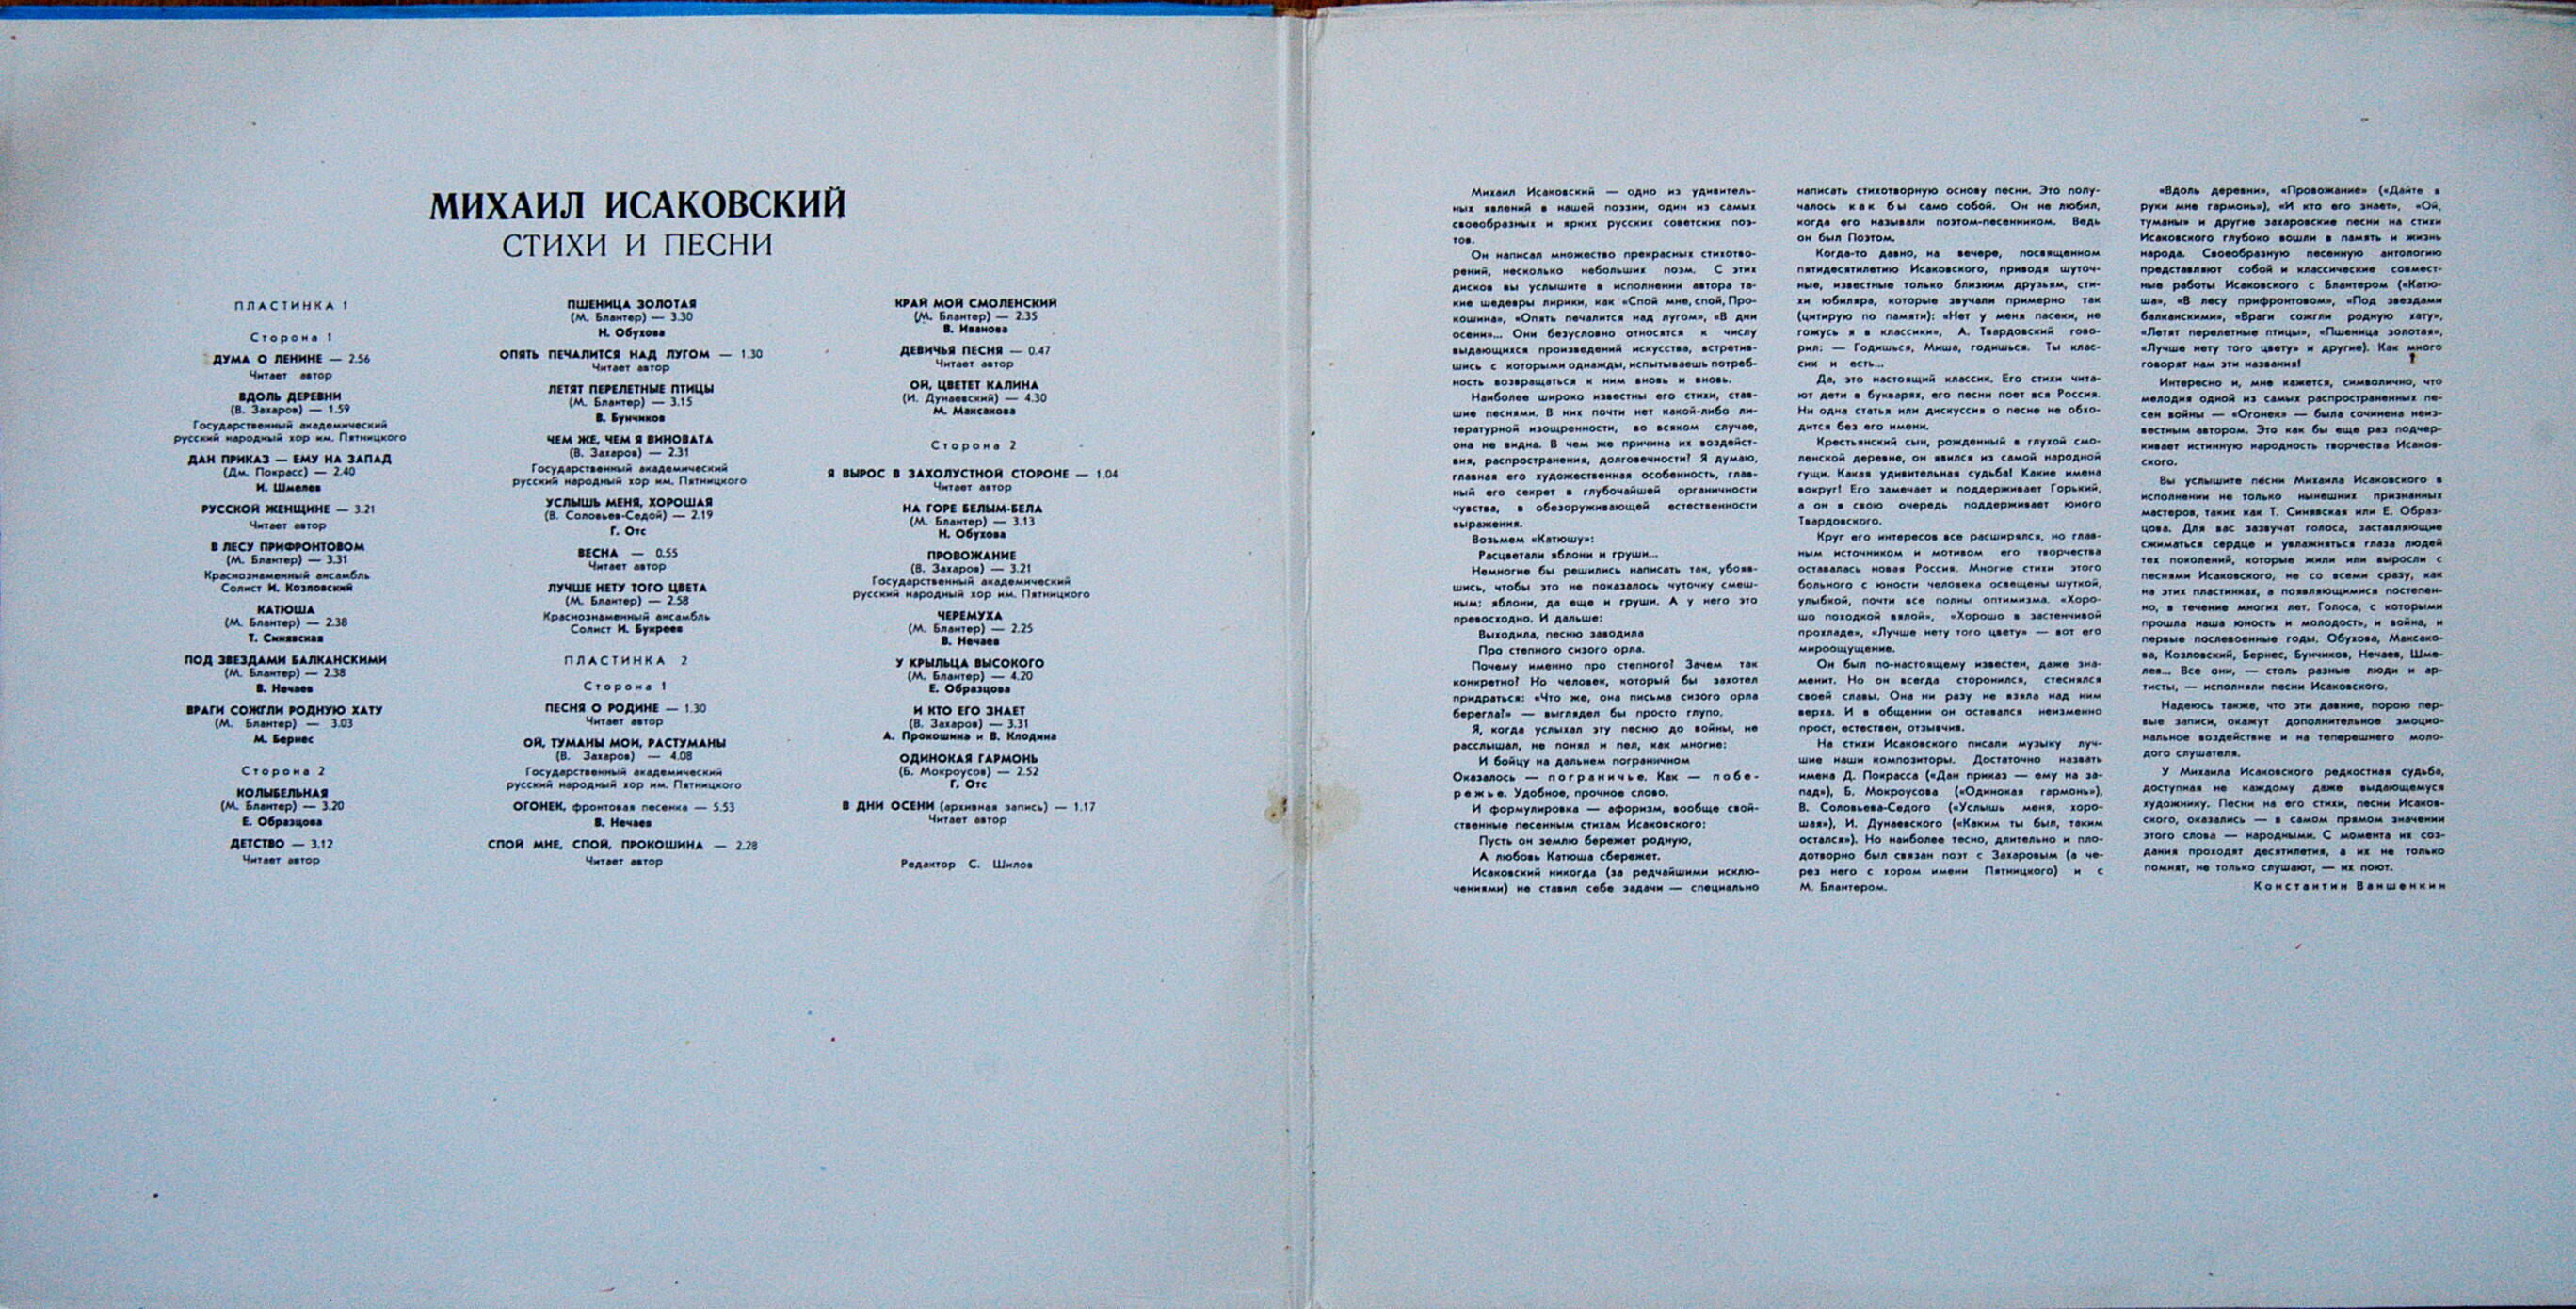 МИХАИЛ ИСАКОВСКИЙ
СТИХИ И ПЕСНИ
ПЛАСТИНКА 1
Сторона 1
ДУМА О ЛЕНИНЕ — 2.56
Читает автор
ВДОЛЬ ДЕРЕВНИ
(В. Захаров) — 1.59
Государственный академический
русский народный хор им. Пятницкого
ДАН ПРИКАЗ — ЕМУ НА ЗАПАД
(Дм. Покрасс) — 2.40
И. Шмелев
РУССКОЙ ЖЕНЩИНЕ — 3.21
Читает автор
В ЛЕСУ ПРИФРОНТОВОМ
(М. Блантер) — 3.31
Краснознаменный ансамбль
Солист И. Козловский
КАТЮША
(М. Блантер) — 2.38
Т. Синявская
ПОД ЗВЕЗДАМИ БАЛКАНСКИМИ
(М. Блантер) — 2.38
В. Нечаев
ВРАГИ СОЖГЛИ РОДНУЮ ХАТУ
(М. Блантер) — 3.03
М. Бернес
Сторона 2
КОЛЫБЕЛЬНАЯ
(М. Блантер) — 3.20
Е. Образцова
ДЕТСТВО — 3.12
Читает автор
ПШЕНИЦА ЗОЛОТАЯ
(М. Блантер) — 3.30
Н. Обухова
ОПЯТЬ ПЕЧАЛИТСЯ НАД ЛУГОМ — 1.30
Читает автор
ЛЕТЯТ ПЕРЕЛЕТНЫЕ ПТИЦЫ
(М. Блантер) — 3.15
В. Бунчиков
ЧЕМ ЖЕ, ЧЕМ Я ВИНОВАТА
(В. Захаров) — 2.31
Государственный академический
русский народный хор им. Пятницкого
УСЛЫШЬ МЕНЯ, ХОРОШАЯ
(В. Соловьев-Седой) — 2.19
Г. Отс
ВЕСНА — 0.55
Читает автор
ЛУЧШЕ НЕТУ ТОГО ЦВЕТА
(М. Блантер) — 2.58
Краснознаменный ансамбль
Солист И. Букреев
ПЛАСТИНКА 2
Сторона 1
ПЕСНЯ О РОДИНЕ — 1.30
Читает автор
ОЙ, ТУМАНЫ МОИ, РАСТУМАНЫ
(В. Захаров) — 4.08
Государственный академический
русский народный хор им. Пятницкого
ОГОНЕК, фронтовая песенка — 5.53
В. Нечаев
СПОЙ МНЕ, СПОЙ, ПРОКОШИНА — 2.28
Читает автор
КРАЙ МОЙ СМОЛЕНСКИЙ
(М. Блантер) — 2.35
В. Иванова
ДЕВИЧЬЯ ПЕСНЯ — 0.47
Читает автор
ОЙ, ЦВЕТЕТ КАЛИНА
(И. Дунаевский) — 4.30
М. Максакова
Сторона 2
Я ВЫРОС В ЗАХОЛУСТНОЙ СТОРОНЕ — 1.04
Читает автор
НА ГОРЕ БЕЛЫМ-БЕЛА
(М. Блантер) — 3.13
Н. Обухова
ПРОВОЖАНИЕ
(В. Захаров) — 3.21
Государственный академический
русский народный хор им. Пятницкого
ЧЕРЕМУХА
(М. Блантер) — 2.25
В. Нечаев
У КРЫЛЬЦА ВЫСОКОГО
(М. Блантер) — 4.20
Е. Образцова
И КТО ЕГО ЗНАЕТ
(В. Захаров) — 3.31
А. Прокошина и В. Клодина
ОДИНОКАЯ ГАРМОНЬ
(Б. Мокроусов) — 2.52
Г. Отс
В ДНИ ОСЕНИ (архивная запись) — 1.17
Читает автор
Редактор С. Шилов
Михаил Исаковский — одно из удивитель-
ных явлений в нашей поэзии, один из самых
своеобразных и ярких русских советских поэ-
тов.
Он написал множество прекрасных стихотво-
рений, несколько небольших поэм. С этих
дисков вы услышите в исполнении автора та-
кие шедевры лирики, как «Спой мне, спой, Про-
кошина», «Опять печалится над лугом», «В дни
осени»... Они безусловно относятся к числу
выдающихся произведений искусства, встретив-
шись с которыми однажды, испытываешь потреб-
ность возвращаться к ним вновь и вновь.
Наиболее широко известны его стихи, став-
шие песнями. В них почти нет какой-либо ли-
тературной изощренности, во всяком случае,
она не видна. В чем же причина их воздейст-
вия, распространения, долговечности? Я думаю,
главная его художественная особенность, глав-
ный его секрет в глубочайшей органичности
чувства, в обезоруживающей естественности
выражения.
Возьмем «Катюшу»:
Расцветали яблони и груши...
Немногие бы решились написать так, убояв-
шись, чтобы это не показалось чуточку смеш-
ным: яблони, да еще и груши. А у него это
превосходно. И дальше:
Выходила, песню заводила
Про степного сизого орла.
Почему именно про степного? Зачем так
конкретно? Но человек, который бы захотел
придраться: «Что же, она письма сизого орла
берегла?» — выглядел бы просто глупо.
Я, когда услыхал эту песню до войны, не
расслышал, не понял и пел, как многие:
И бойцу на дальнем пограничном
Оказалось — пограничье. Как — побе-
режье. Удобное, прочное слово.
И формулировка — афоризм, вообще свой-
ственные песенным стихам Исаковского:
Пусть он землю бережет родную,
А любовь Катюша сбережет.
Исаковский никогда (за редчайшими исклю-
чениями) не ставил себе задачи — специально
написать стихотворную основу песни. Это полу-
чалось как бы само собой. Он не любил,
когда его называли поэтом-песенником. Ведь
он был Поэтом.
Когда-то давно, на вечере, посвященном
пятидесятилетию Исаковского, приводя шуточ-
ные, известные только близким друзьям, сти-
хи юбиляра, которые звучали примерно так
(цитирую по памяти): «Нет у меня пасеки, не
гожусь я в классики», А. Твардовский гово-
рил: — Годишься, Миша, годишься. Ты клас-
сик и есть...
Да, это настоящий классик. Его стихи чита-
ют дети в букварях, его песни поет вся Россия.
Ни одна статья или дискуссия о песне не обхо-
дится без его имени.
Крестьянский сын, рожденный в глухой смо-
ленской деревне, он явился из самой народной
гущи. Какая удивительная судьба! Какие имена
вокруг! Его замечает и поддерживает Горький,
а он в свою очередь поддерживает юного
Твардовского.
Круг его интересов все расширялся, но глав-
ным источником и мотивом его творчества
оставалась новая Россия. Многие стихи этого
больного с юности человека освещены шуткой,
улыбкой, почти все полны оптимизма. «Хоро-
шо походкой вялой», «Хорошо в застенчивой
прохладе», «Лучше нету того цвету» — вот его
мироощущение.
Он был по-настоящему известен, даже зна-
менит. Но он всегда сторонился, стеснялся
своей славы. Она ни разу не взяла над ним
верха. И в общении он оставался неизменно
прост, естествен, отзывчив.
На стихи Исаковского писали музыку луч-
шие наши композиторы. Достаточно назвать
имена Д. Покрасса («Дан приказ — ему на за-
пад»), Б. Мокроусова («Одинокая гармонь»),
В. Соловьева-Седого («Услышь меня, хоро-
шая»), И. Дунаевского («Каким ты был, таким
остался»). Но наиболее тесно, длительно и пло-
дотворно был связан поэт с Захаровым (а че-
рез него с хором имени Пятницкого) и с
М. Блантером.
«Вдоль деревни», «Провожание» («Дайте в
руки мне гармонь»), «И кто его знает», «Ой,
туманы» и другие захаровские песни на стихи
Исаковского глубоко вошли в память и жизнь
народа. Своеобразную песенную антологию
представляют собой и классические совмест-
ные работы Исаковского с Блантером («Катю-
ша», «В лесу прифронтовом», «Под звездами
балканскими», «Враги сожгли родную хату»,
«Летят перелетные птицы», «Пшеница золотая»,
«Лучше нету того цвету» и другие). Как много
говорят нам эти названия!
Интересно и, мне кажется, символично, что
мелодия одной из самых распространенных пе-
сен войны — «Огонек» — была сочинена неиз-
вестным автором. Это как бы еще раз подчер-
кивает истинную народность творчества Исаков-
ского.
Вы услышите песни Михаила Исаковского в
исполнении не только нынешних признанных
мастеров, таких как Т. Синявская или Е. Образ-
цова. Для вас зазвучат голоса, заставляющие
сжиматься сердце и увлажняться глаза людей
тех поколений, которые жили или выросли с
песнями Исаковского, не со всеми сразу, как
на этих пластинках, а появляющимися постепен-
но, в течение многих лет. Голоса, с которыми
прошла наша юность и молодость, и война, и
первые послевоенные годы. Обухова, Максако-
ва, Козловский, Бернес, Бунчиков, Нечаев, Шме-
лев... Все они, — столь разные люди и ар-
тисты, — исполняли песни Исаковского.
Надеюсь также, что эти давние, порою пер-
вые записи, окажут дополнительное эмоцио-
нальное воздействие и на теперешнего моло-
дого слушателя.
У Михаила Исаковского редкостная судьба,
доступная не каждому даже выдающемуся
художнику. Песни на его стихи, песни Исаков-
ского, оказались — в самом прямом значении
этого слова — народными. С момента их соз-
дания проходят десятилетия, а их не только
помнят, не только слушают, — их поют.
Константин Ваншенкин